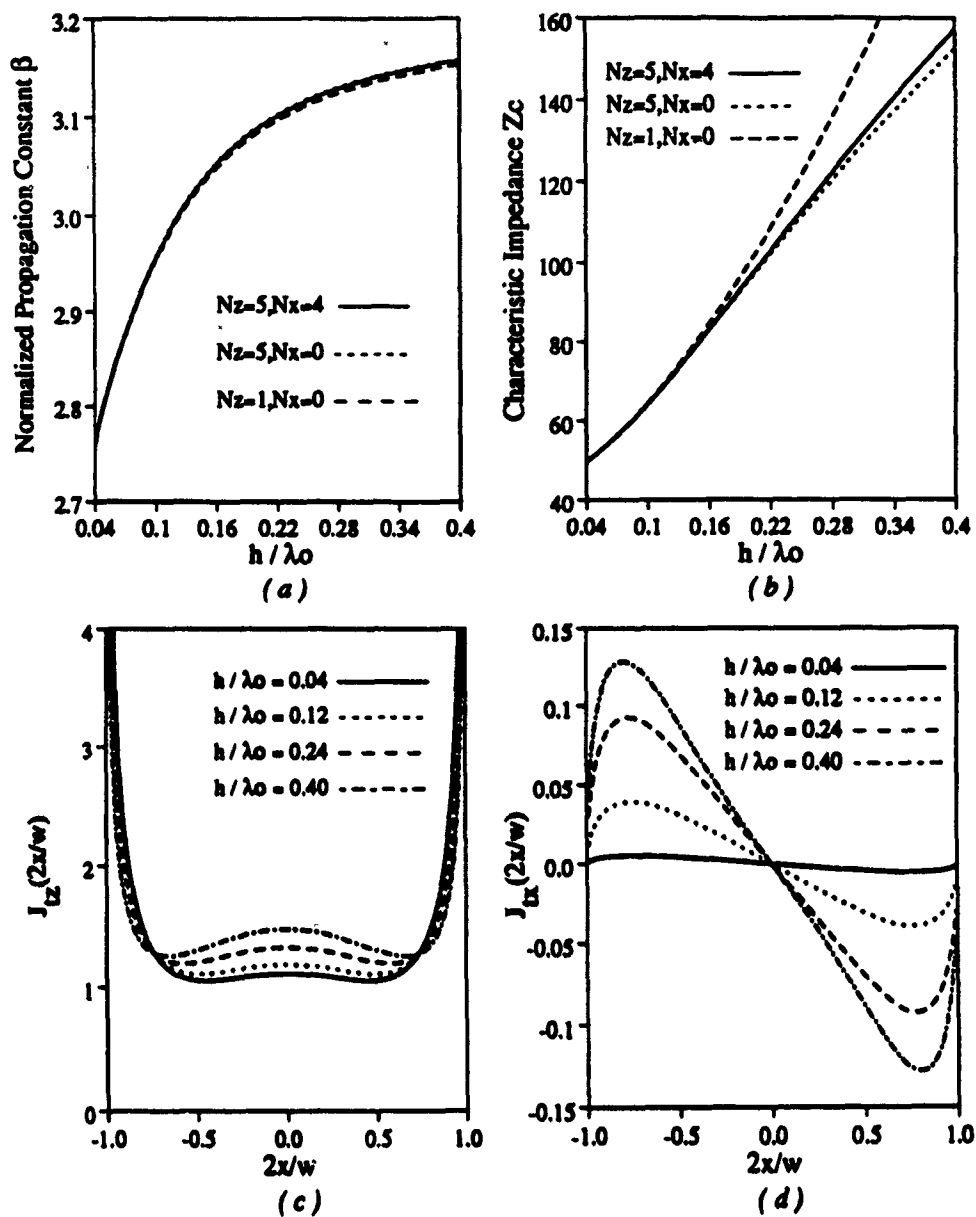 Normalized Propagation Constant β
3.2
3.1
3.0
2.9
2.8
2.7
Nz=5,Nx=4
Nz=5,Nx=0
Nz=1,Nx=0
0.04 0.1 0.16 0.22 0.28 0.34 0.4
h / λo
( a )
Characteristic Impedance Zc
160
140
120
100
80
60
40
Nz=5,Nx=4
Nz=5,Nx=0
Nz=1,Nx=0
0.04 0.1 0.16 0.22 0.28 0.34 0.4
h / λo
( b )
Jtz(2x/w)
4
3
2
1
0
h / λo = 0.04
h / λo = 0.12
h / λo = 0.24
h / λo = 0.40
-1.0 -0.5 0.0 0.5 1.0
2x/w
( c )
Jtx(2x/w)
0.15
0.1
0.05
0.0
-0.05
-0.1
-0.15
h / λo = 0.04
h / λo = 0.12
h / λo = 0.24
h / λo = 0.40
-1.0 -0.5 0.0 0.5 1.0
2x/w
( d )